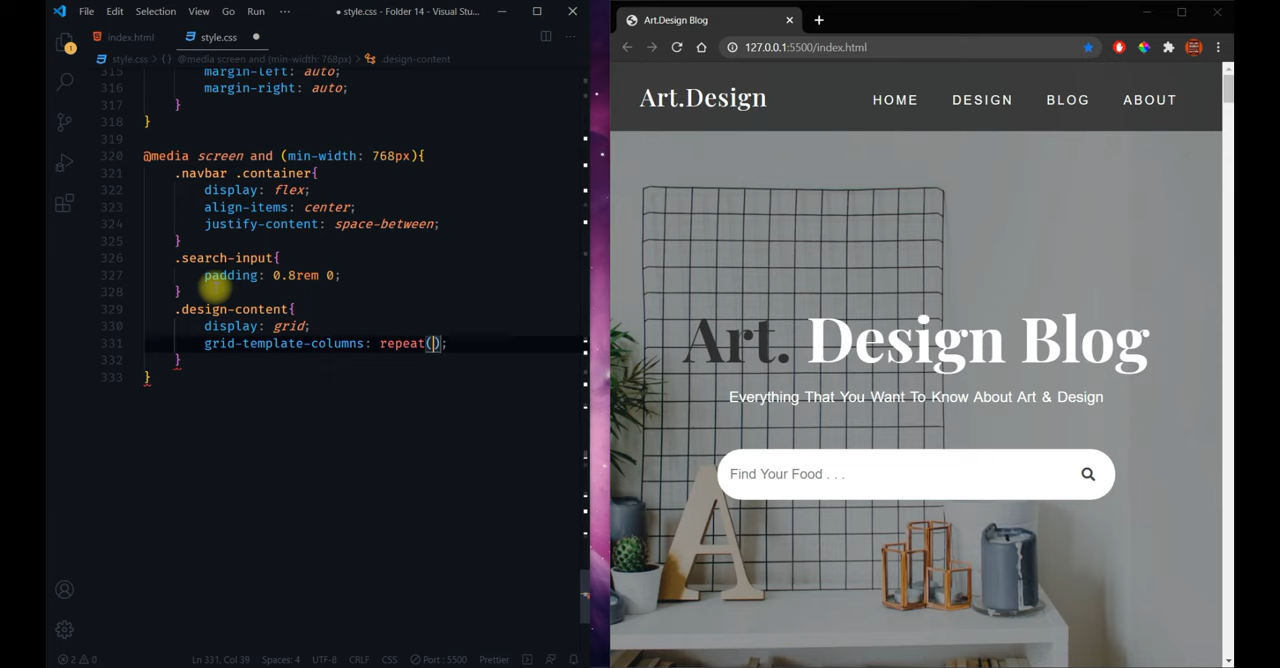 File Edit Selection View Go Run ··· ● style.css - Folder 14 - Visual Stu...
index.html style.css ●
style.css > {} @media screen and (min-width: 768px) > .design-content
315 margin-left: auto;
316 margin-right: auto;
317 }
318 }
319
320 @media screen and (min-width: 768px){
321 .navbar .container{
322 display: flex;
323 align-items: center;
324 justify-content: space-between;
325 }
326 .search-input{
327 padding: 0.8rem 0;
328 }
329 .design-content{
330 display: grid;
331 grid-template-columns: repeat();
332 }
333 }
1
2 0 Ln 331, Col 39 Spaces: 4 UTF-8 CRLF CSS Port : 5500 Prettier
Art.Design Blog
127.0.0.1:5500/index.html
Art.Design HOME DESIGN BLOG ABOUT
Art. Design Blog
Everything That You Want To Know About Art & Design
Find Your Food . . .
A